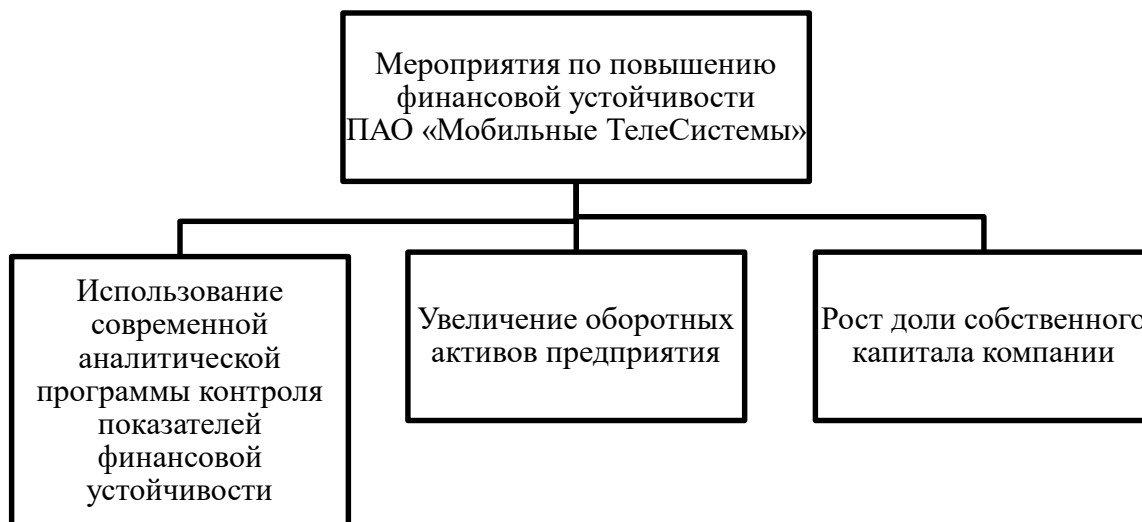 Мероприятия по повышению
финансовой устойчивости
ПАО «Мобильные ТелеСистемы»
Использование
современной
аналитической
программы контроля
показателей
финансовой
устойчивости
Увеличение оборотных
активов предприятия
Рост доли собственного
капитала компании